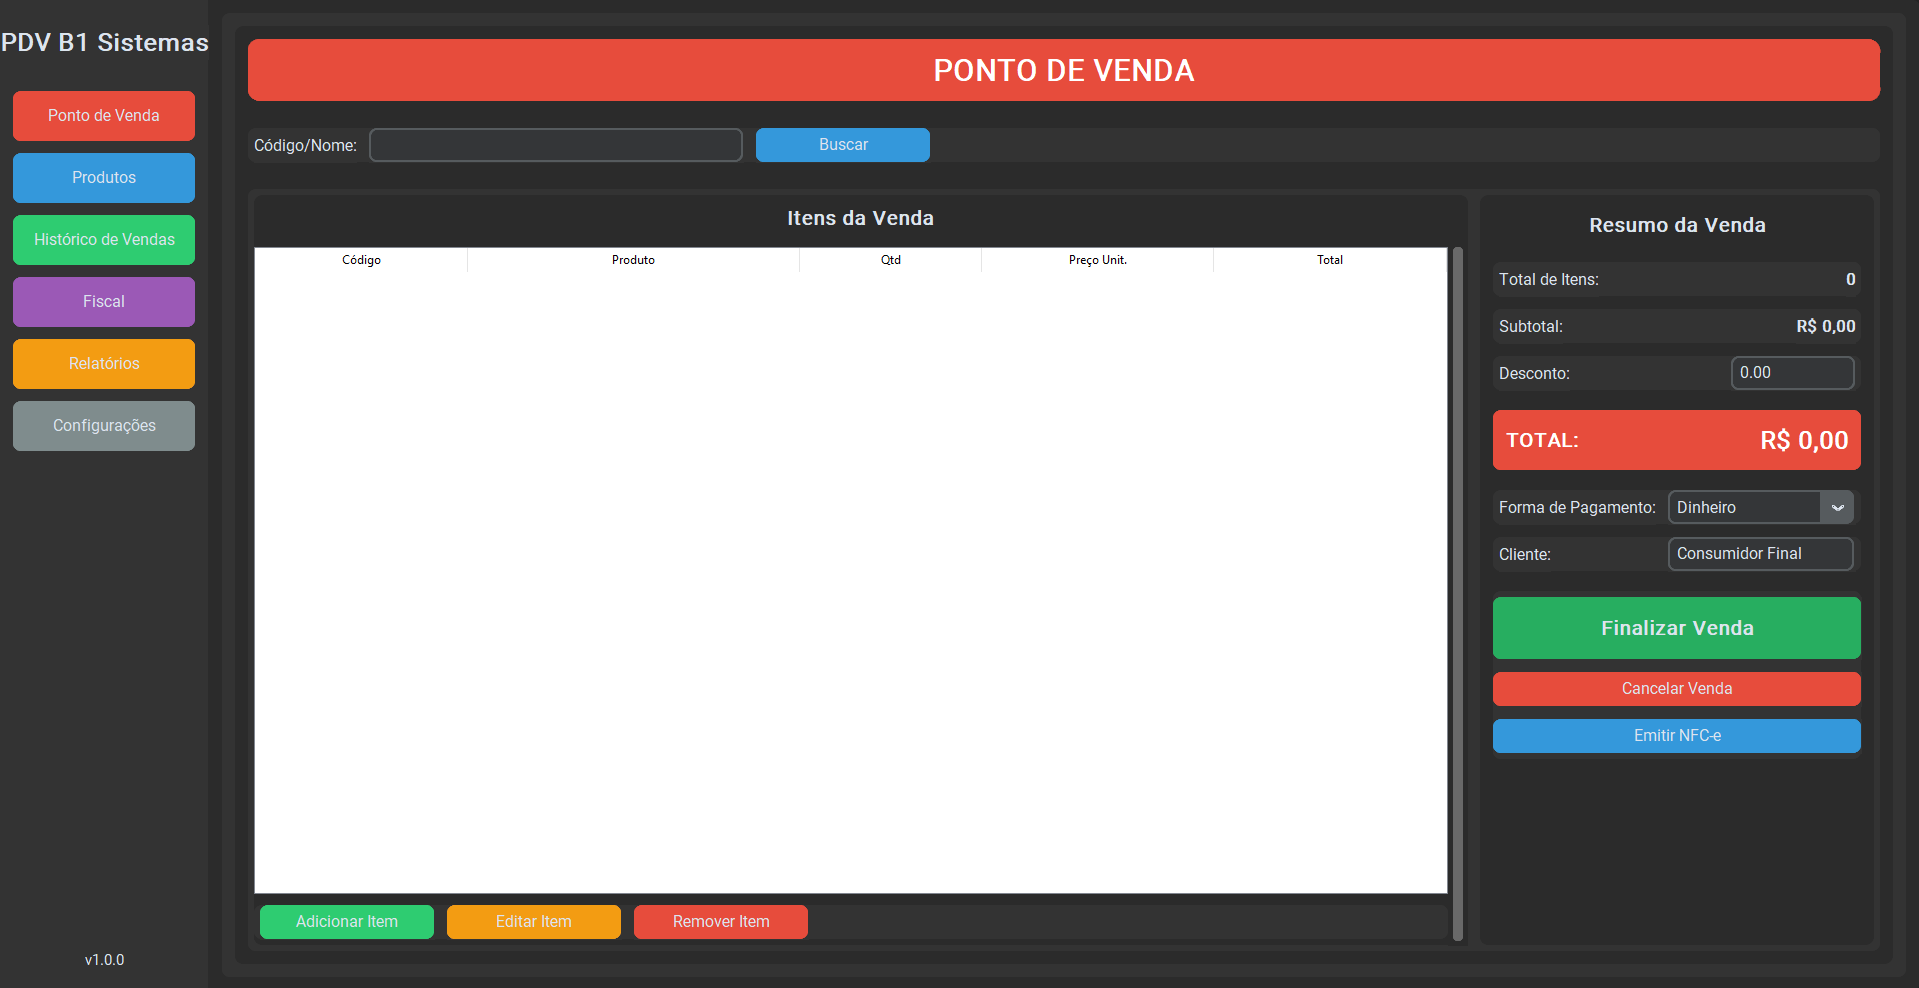 PDV B1 Sistemas
Ponto de Venda
Produtos
Histórico de Vendas
Fiscal
Relatórios
Configurações
v1.0.0
PONTO DE VENDA
Código/Nome:
Buscar
Itens da Venda
Código Produto Qtd Preço Unit. Total
Adicionar Item Editar Item Remover Item
Resumo da Venda
Total de Itens: 0
Subtotal: R$ 0,00
Desconto: 0.00
TOTAL: R$ 0,00
Forma de Pagamento: Dinheiro
Cliente: Consumidor Final
Finalizar Venda
Cancelar Venda
Emitir NFC-e